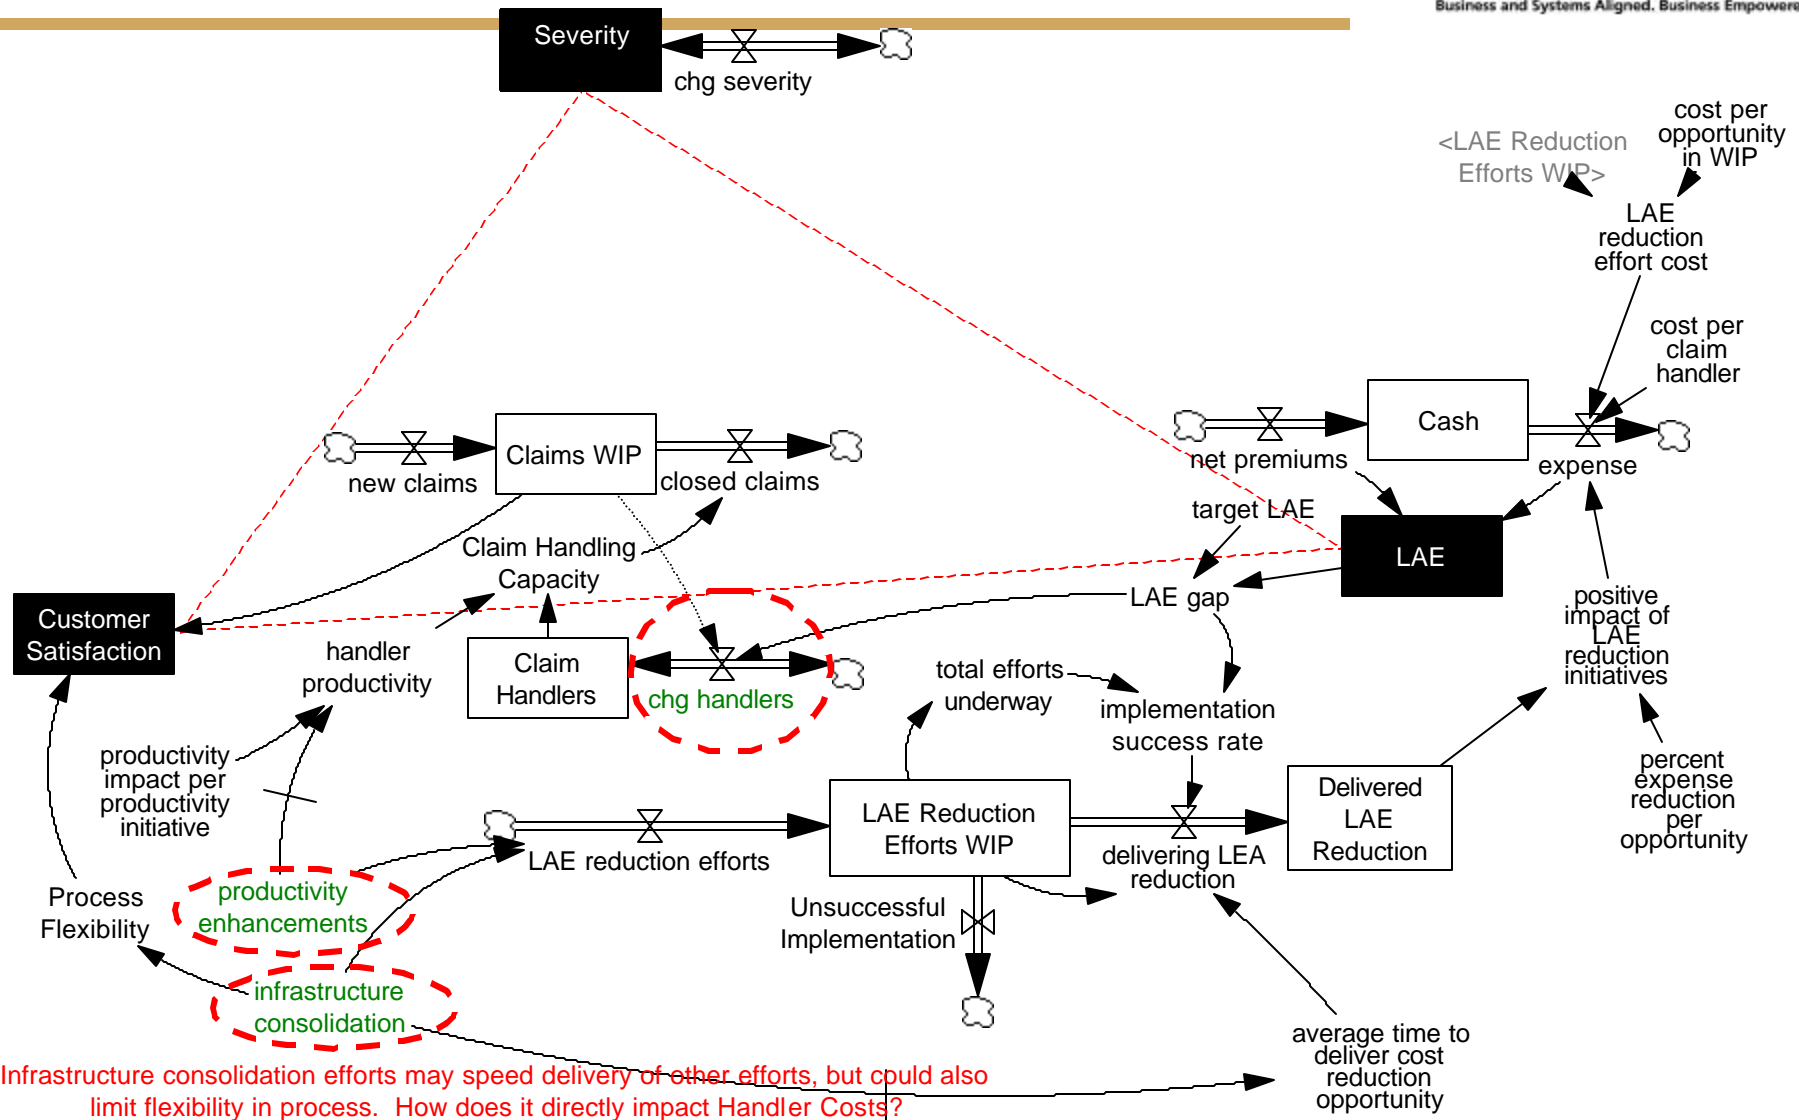 Business and Systems Aligned. Business Empowere
Severity
chg severity
cost per
opportunity
in WIP
<LAE Reduction
Efforts WIP>
LAE
reduction
effort cost
cost per
claim
handler
Cash
net premiums
expense
Claims WIP
new claims
closed claims
target LAE
LAE
Claim Handling
Capacity
LAE gap
Customer
Satisfaction
handler
productivity
Claim
Handlers
chg handlers
positive
impact of
LAE
reduction
initiatives
total efforts
underway
implementation
success rate
productivity
impact per
productivity
initiative
percent
expense
reduction
per
opportunity
LAE reduction efforts
LAE Reduction
Efforts WIP
delivering LEA
reduction
Delivered
LAE
Reduction
Process
Flexibility
productivity
enhancements
Unsuccessful
Implementation
infrastructure
consolidation
average time to
deliver cost
reduction
opportunity
Infrastructure consolidation efforts may speed delivery of other efforts, but could also
limit flexibility in process. How does it directly impact Handler Costs?